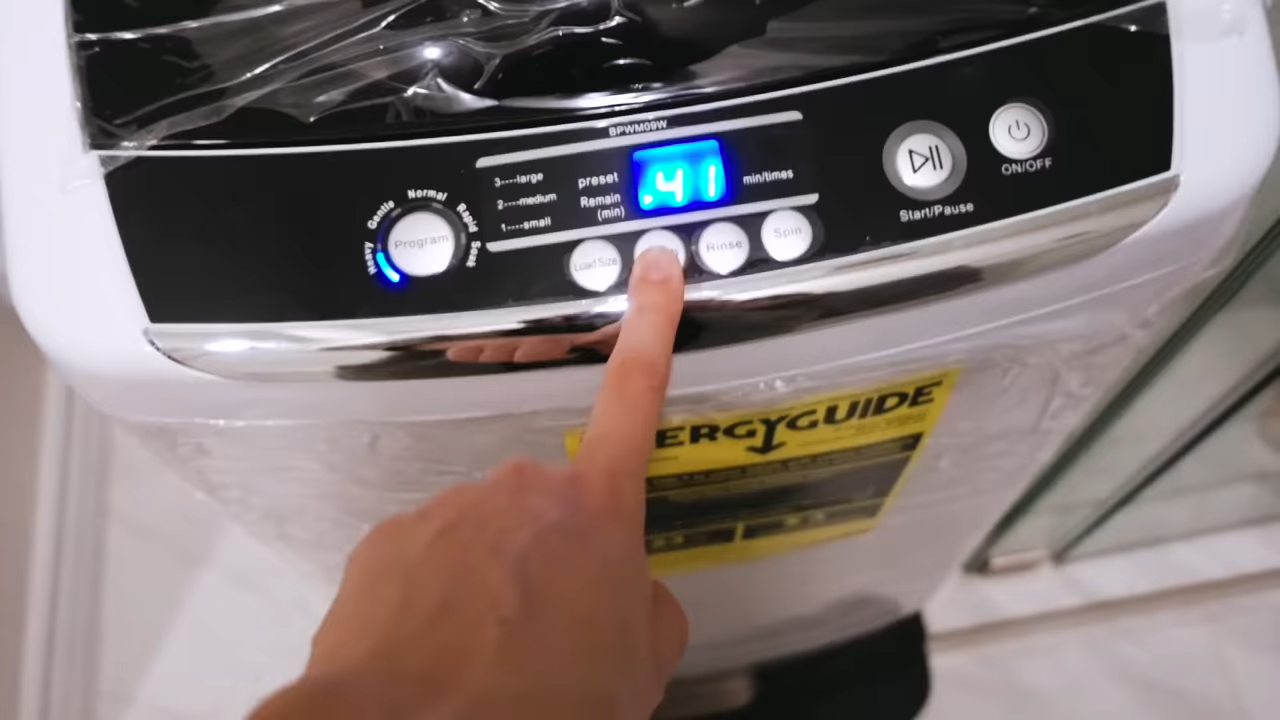 BPWM09W
3----large
2----medium
1----small
preset
Remain
(min)
41
min/times
Heavy
Gentle
Normal
Rapid
Soak
Program
Load Size
Rinse
Spin
Start/Pause
ON/OFF
ERGYGUIDE